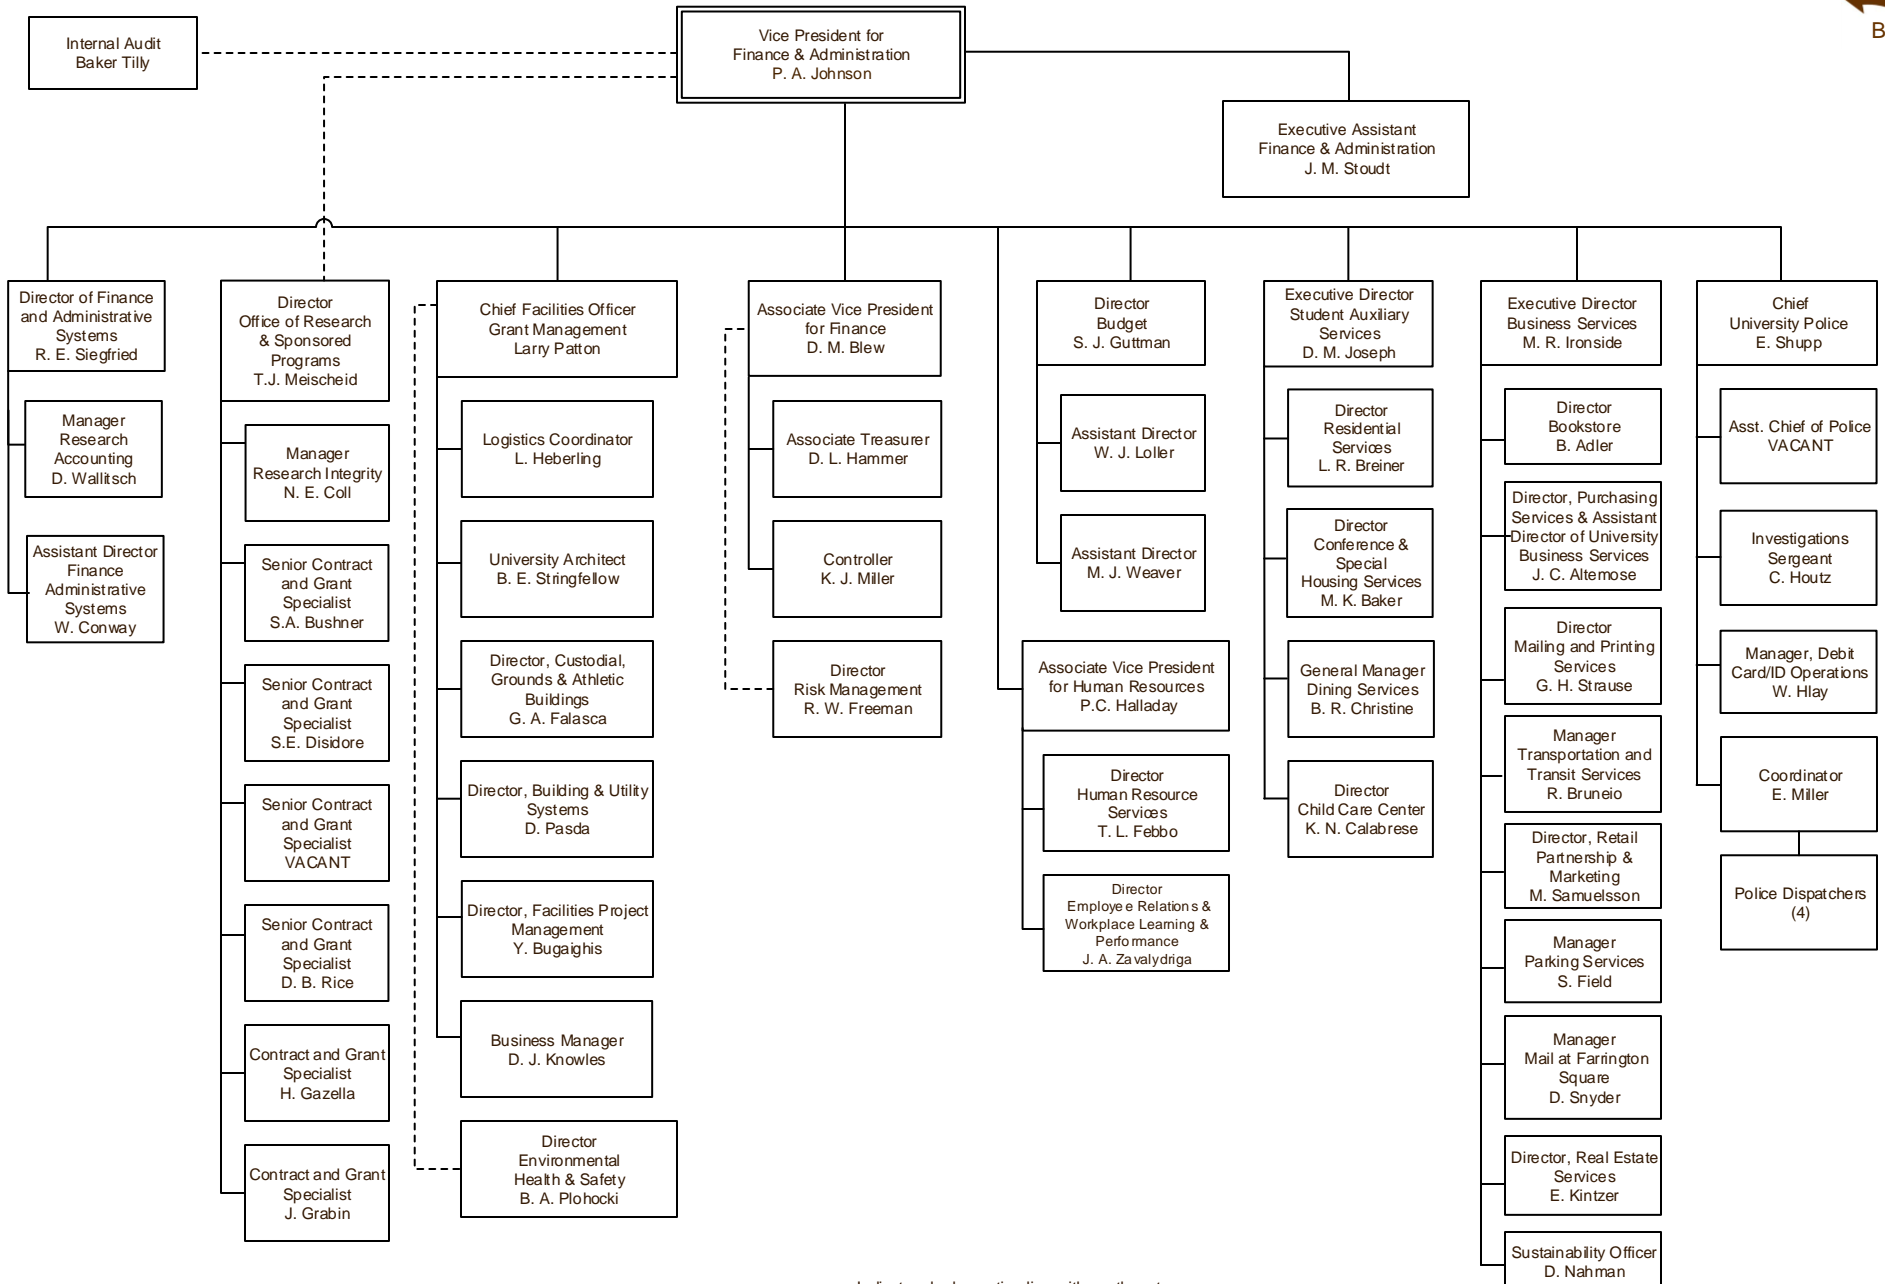 Internal Audit
Baker Tilly
Vice President for
Finance & Administration
P. A. Johnson
B
Executive Assistant
Finance & Administration
J. M. Stoudt
Director of Finance
and Administrative
Systems
R. E. Siegfried
Manager
Research
Accounting
D. Wallitsch
Assistant Director
Finance
Administrative
Systems
W. Conway
Director
Office of Research
& Sponsored
Programs
T.J. Meischeid
Manager
Research Integrity
N. E. Coll
Senior Contract
and Grant
Specialist
S.A. Bushner
Senior Contract
and Grant
Specialist
S.E. Disidore
Senior Contract
and Grant
Specialist
VACANT
Senior Contract
and Grant
Specialist
D. B. Rice
Contract and Grant
Specialist
H. Gazella
Contract and Grant
Specialist
J. Grabin
Chief Facilities Officer
Grant Management
Larry Patton
Logistics Coordinator
L. Heberling
University Architect
B. E. Stringfellow
Director, Custodial,
Grounds & Athletic
Buildings
G. A. Falasca
Director, Building & Utility
Systems
D. Pasda
Director, Facilities Project
Management
Y. Bugaighis
Business Manager
D. J. Knowles
Director
Environmental
Health & Safety
B. A. Plohocki
Associate Vice President
for Finance
D. M. Blew
Associate Treasurer
D. L. Hammer
Controller
K. J. Miller
Director
Risk Management
R. W. Freeman
Director
Budget
S. J. Guttman
Assistant Director
W. J. Loller
Assistant Director
M. J. Weaver
Associate Vice President
for Human Resources
P.C. Halladay
Director
Human Resource
Services
T. L. Febbo
Director
Employee Relations &
Workplace Learning &
Performance
J. A. Zavalydriga
Executive Director
Student Auxiliary
Services
D. M. Joseph
Director
Residential
Services
L. R. Breiner
Director
Conference &
Special
Housing Services
M. K. Baker
General Manager
Dining Services
B. R. Christine
Director
Child Care Center
K. N. Calabrese
Executive Director
Business Services
M. R. Ironside
Director
Bookstore
B. Adler
Director, Purchasing
Services & Assistant
Director of University
Business Services
J. C. Altemose
Director
Mailing and Printing
Services
G. H. Strause
Manager
Transportation and
Transit Services
R. Bruneio
Director, Retail
Partnership &
Marketing
M. Samuelsson
Manager
Parking Services
S. Field
Manager
Mail at Farrington
Square
D. Snyder
Director, Real Estate
Services
E. Kintzer
Sustainability Officer
D. Nahman
Chief
University Police
E. Shupp
Asst. Chief of Police
VACANT
Investigations
Sergeant
C. Houtz
Manager, Debit
Card/ID Operations
W. Hlay
Coordinator
E. Miller
Police Dispatchers
(4)